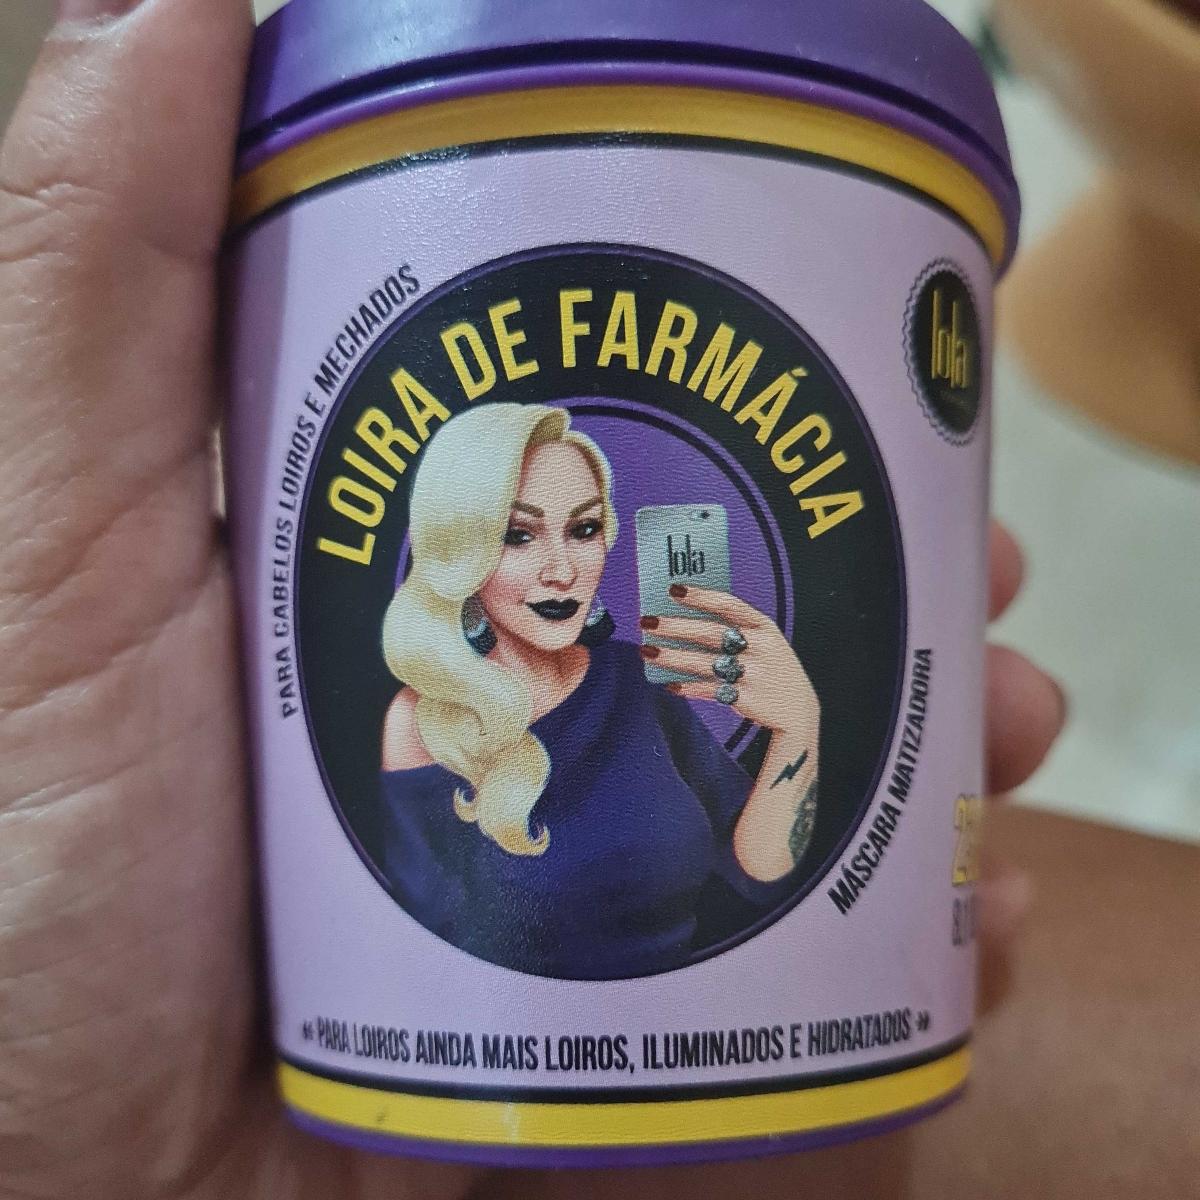 LOIRA DE FARMÁCIA
lola
lola
PARA CABELOS LOIROS E MECHADOS
MÁSCARA MATIZADORA
PARA LOIROS AINDA MAIS LOIROS, ILUMINADOS E HIDRATADOS